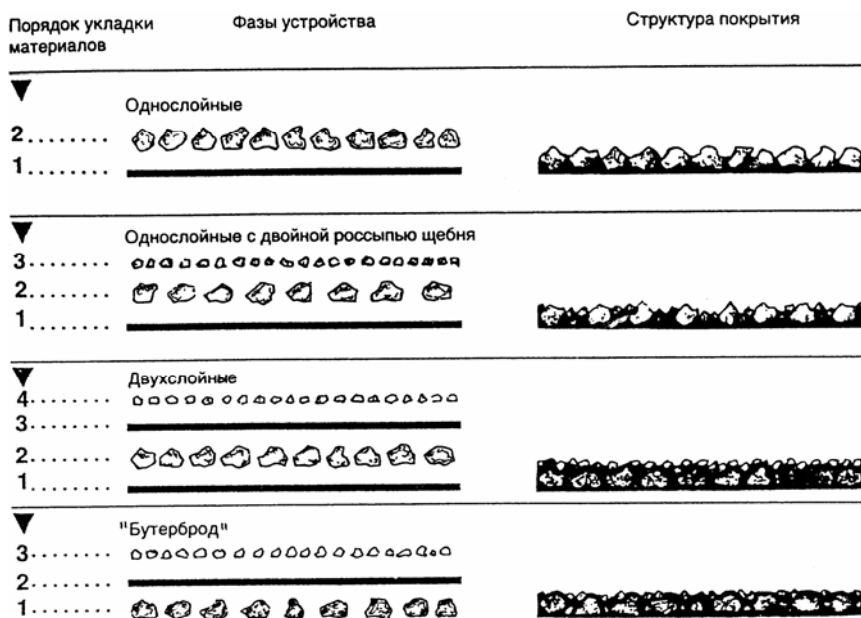 Порядок укладки материалов
Фазы устройства
Структура покрытия
Однослойные
2........
1........
Однослойные с двойной россыпью щебня
3........
2........
1........
Двухслойные
4........
3........
2........
1........
"Бутерброд"
3........
2........
1........